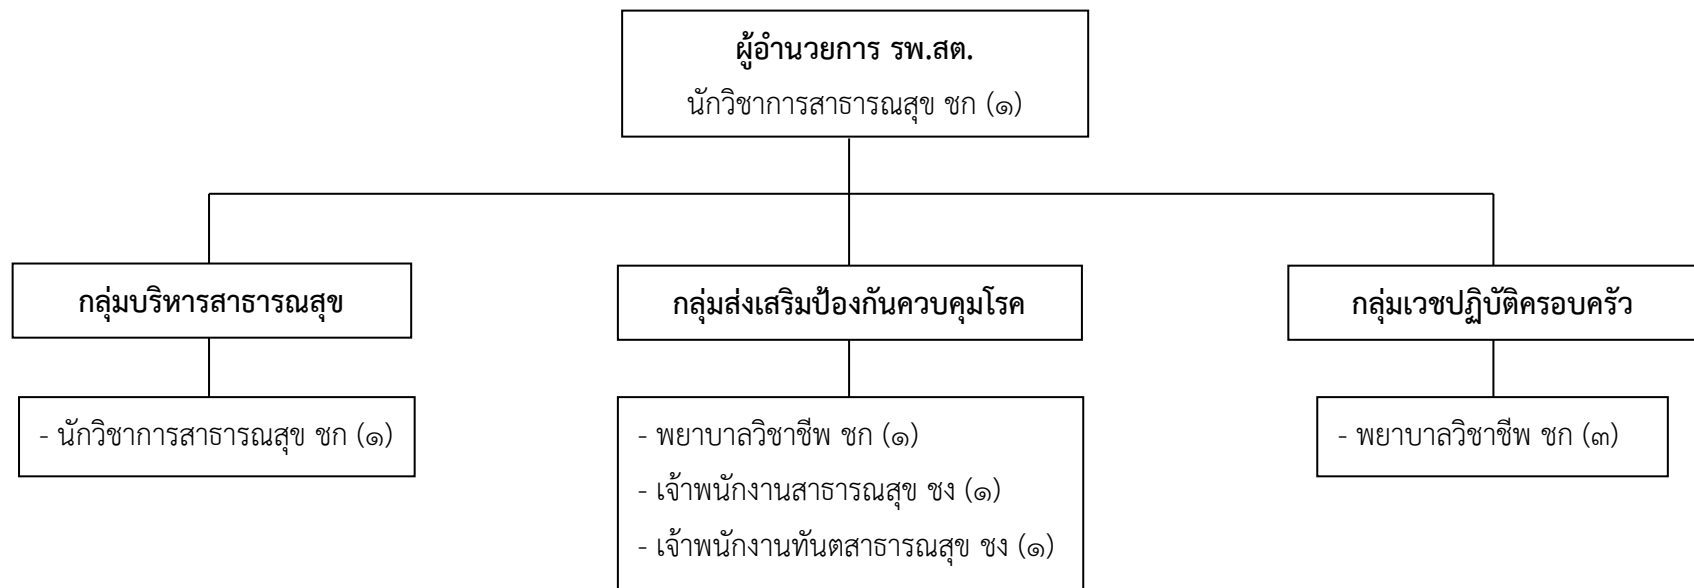 ผู้อำนวยการ รพ.สต.
นักวิชาการสาธารณสุข ชก (๑)
กลุ่มบริหารสาธารณสุข
- นักวิชาการสาธารณสุข ชก (๑)
กลุ่มส่งเสริมป้องกันควบคุมโรค
- พยาบาลวิชาชีพ ชก (๑)
- เจ้าพนักงานสาธารณสุข ชง (๑)
- เจ้าพนักงานทันตสาธารณสุข ชง (๑)
กลุ่มเวชปฏิบัติครอบครัว
- พยาบาลวิชาชีพ ชก (๓)